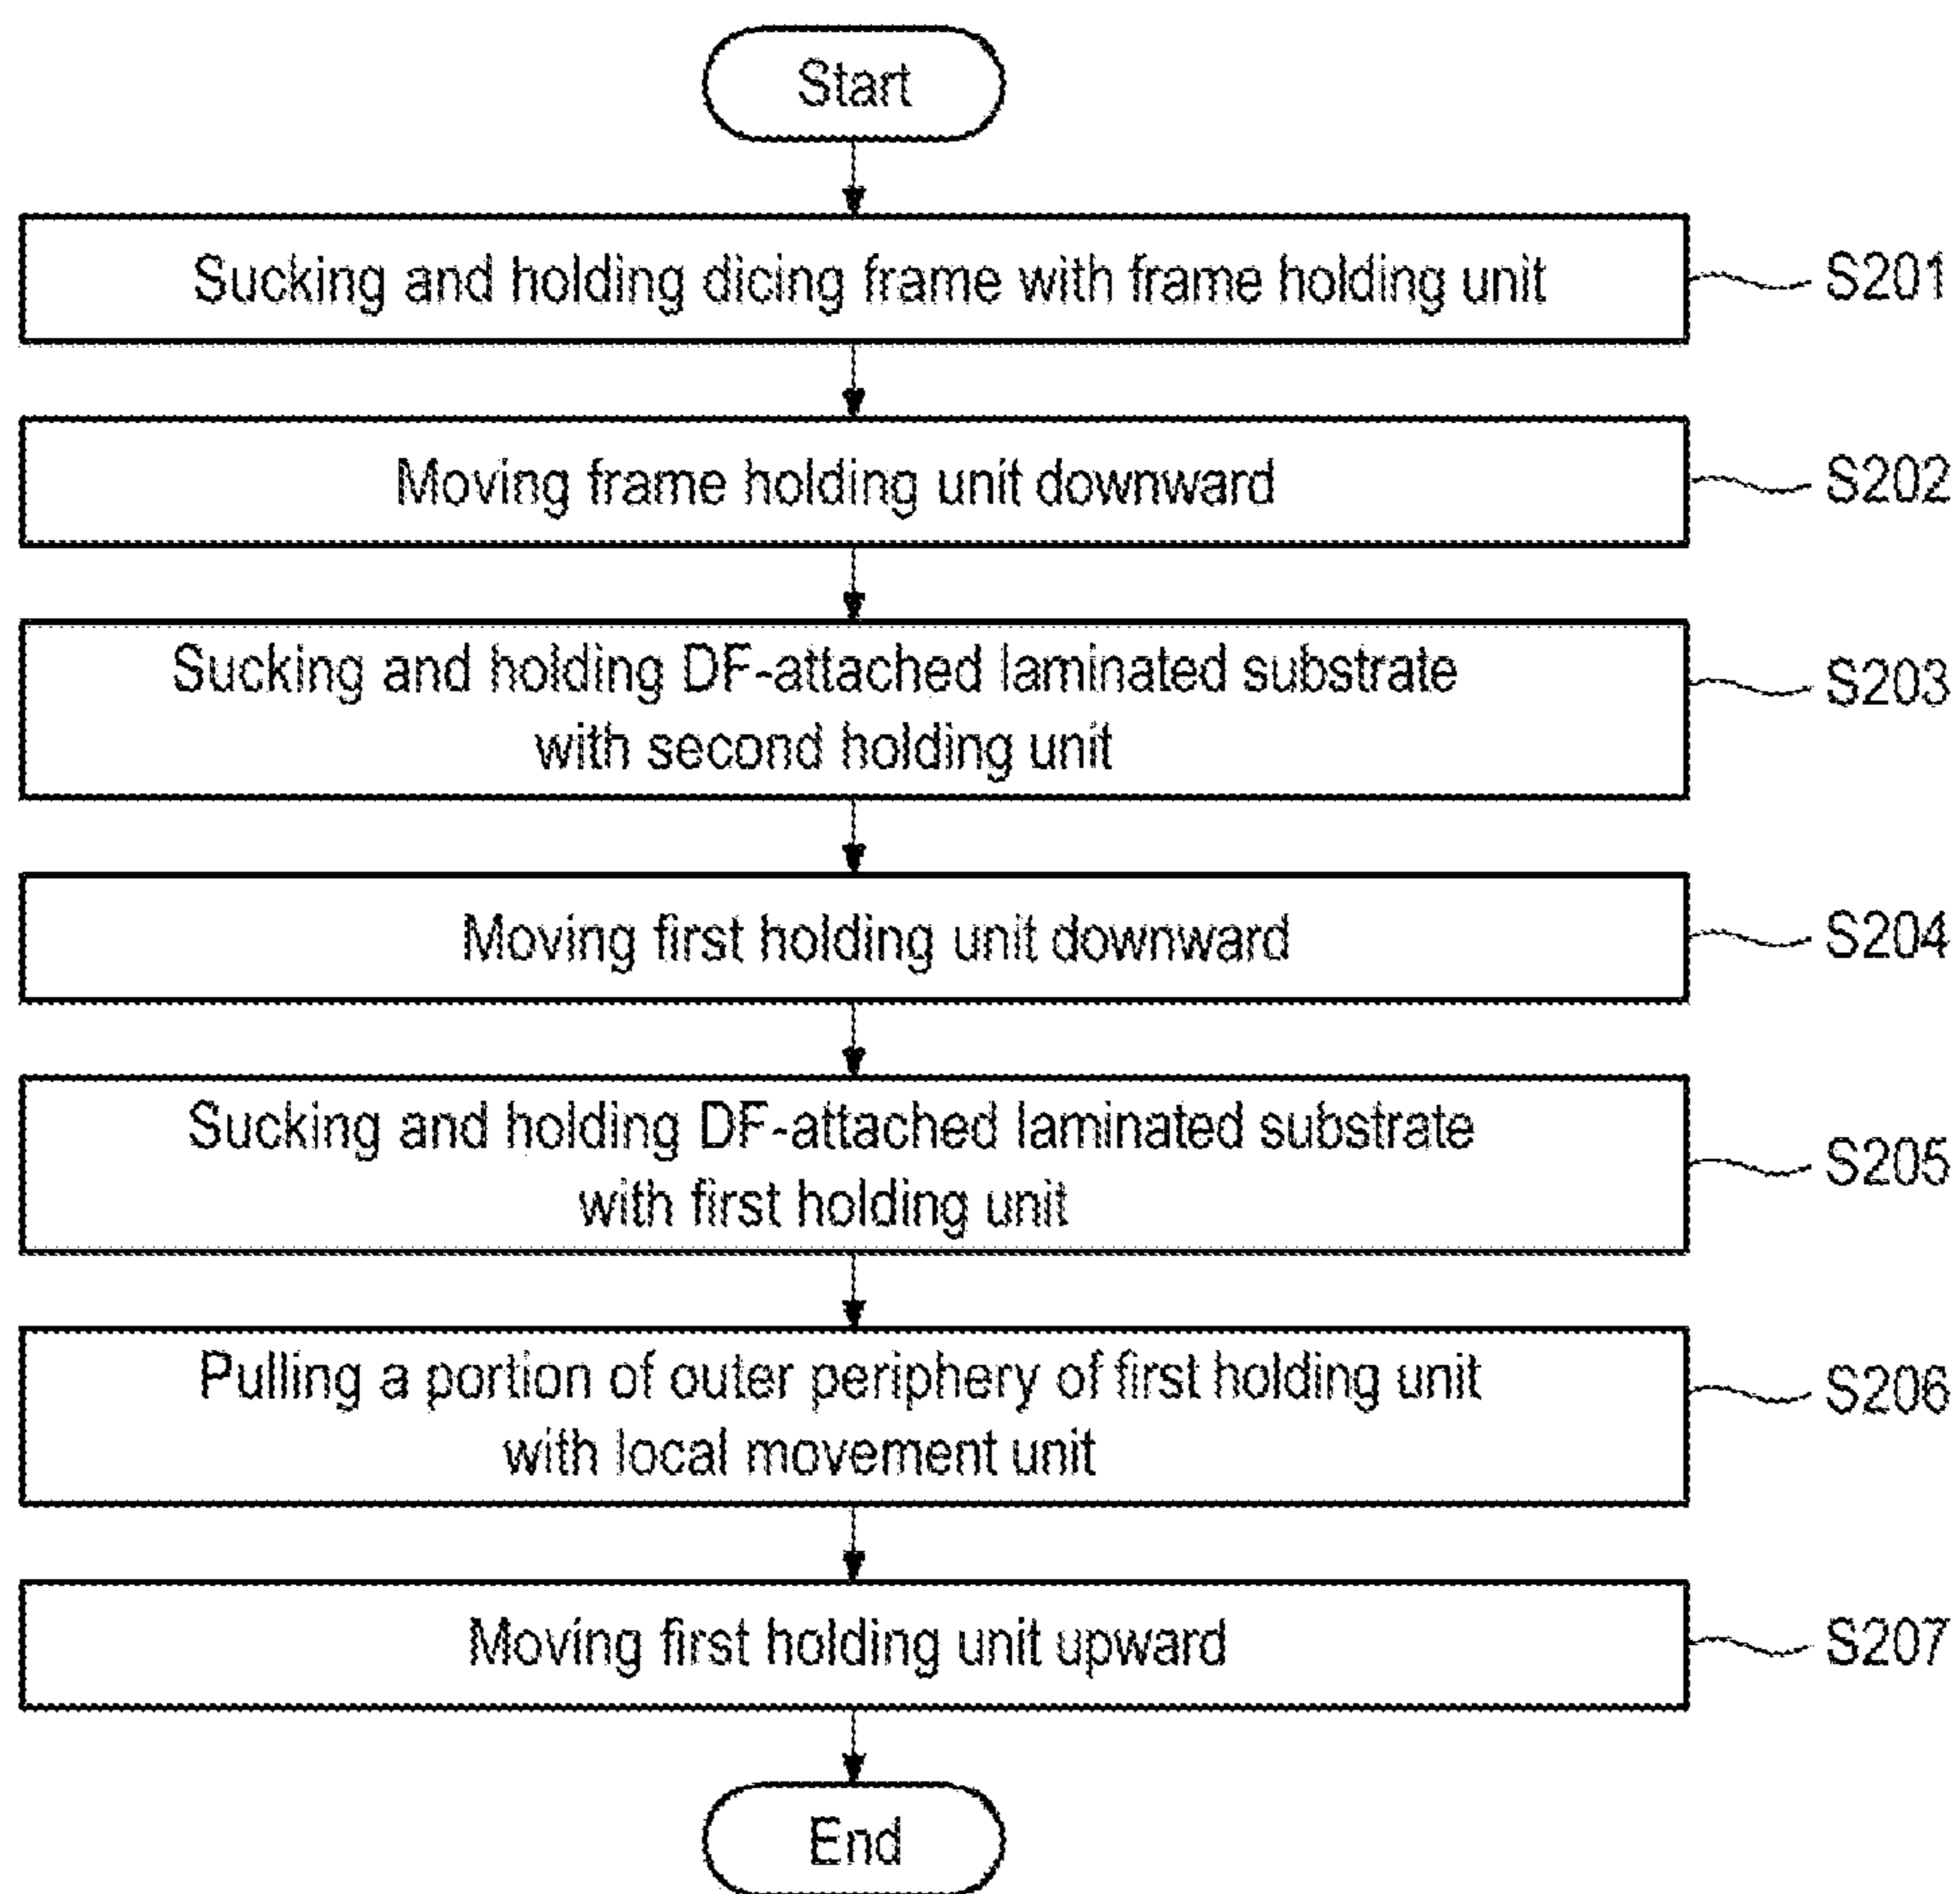 Start
Sucking and holding dicing frame with frame holding unit
S201
Moving frame holding unit downward
S202
Sucking and holding DF-attached laminated substrate
with second holding unit
S203
Moving first holding unit downward
S204
Sucking and holding DF-attached laminated substrate
with first holding unit
S205
Pulling a portion of outer periphery of first holding unit
with local movement unit
S206
Moving first holding unit upward
S207
End